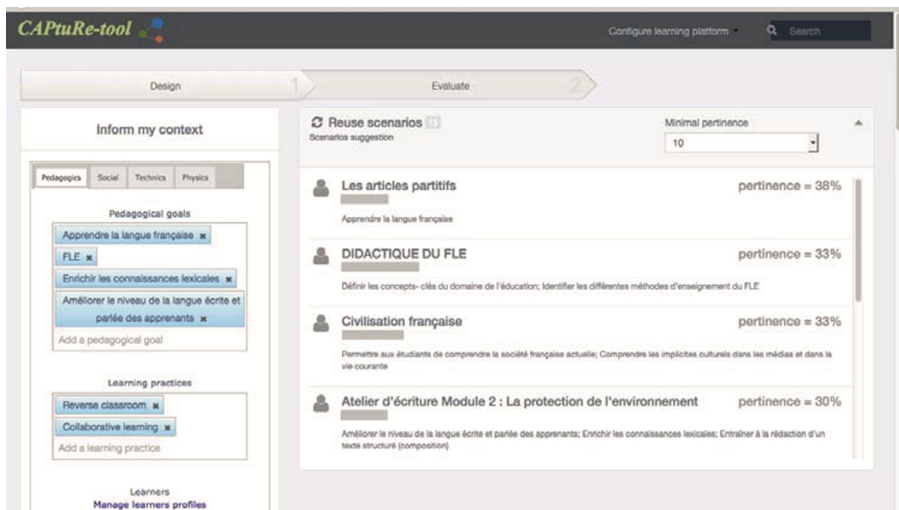 CAPtuRe-tool
Configure learning platform
Search
Design
1
Evaluate
2
Inform my context
Pedagogics Social Technics Physics
Pedagogical goals
Apprendre la langue française ×
FLE ×
Enrichir les connaissances lexicales ×
Améliorer le niveau de la langue écrite et
parlée des apprenants ×
Add a pedagogical goal
Learning practices
Reverse classroom ×
Collaborative learning ×
Add a learning practice
Learners
Manage learners profiles
Reuse scenarios
Scenarios suggestion
Minimal pertinence
10
Les articles partitifs
pertinence = 38%
Apprendre la langue française
DIDACTIQUE DU FLE
pertinence = 33%
Définir les concepts- clés du domaine de l'éducation; Identifier les différentes méthodes d'enseignement du FLE
Civilisation française
pertinence = 33%
Permettre aux étudiants de comprendre la société française actuelle; Comprendre les implicites culturels dans les médias et dans la
vie courante
Atelier d'écriture Module 2 : La protection de l'environnement
pertinence = 30%
Améliorer le niveau de la langue écrite et parlée des apprenants; Enrichir les connaissances lexicales; Entraîner à la rédaction d'un
texte structuré (composition)